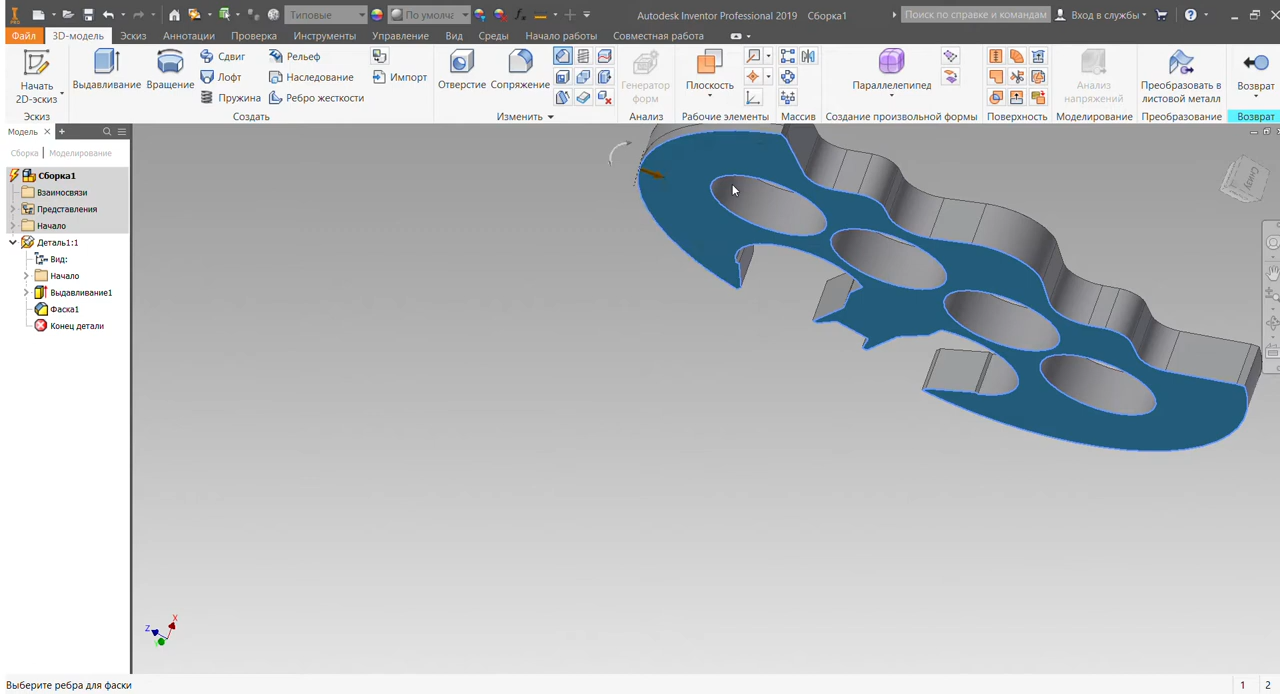 Типовые
По умолч
Autodesk Inventor Professional 2019 Сборка1
Поиск по справке и командам
Вход в службы
Файл 3D-модель Эскиз Аннотации Проверка Инструменты Управление Вид Среды Начало работы Совместная работа
Начать
2D-эскиз
Выдавливание
Вращение
Сдвиг
Лофт
Пружина
Рельеф
Наследование
Ребро жесткости
Импорт
Отверстие
Сопряжение
Генератор
форм
Плоскость
Параллелепипед
Анализ
напряжений
Преобразовать в
листовой металл
Возврат
Эскиз Создать Изменить Анализ Рабочие элементы Массив Создание произвольной формы Поверхность Моделирование Преобразование Возврат
Модель
Сборка Моделирование
Сборка1
Взаимосвязи
Представления
Начало
Деталь1:1
Вид:
Начало
Выдавливание1
Фаска1
Конец детали
Снизу
Z
X
Выберите ребра для фаски
1 2